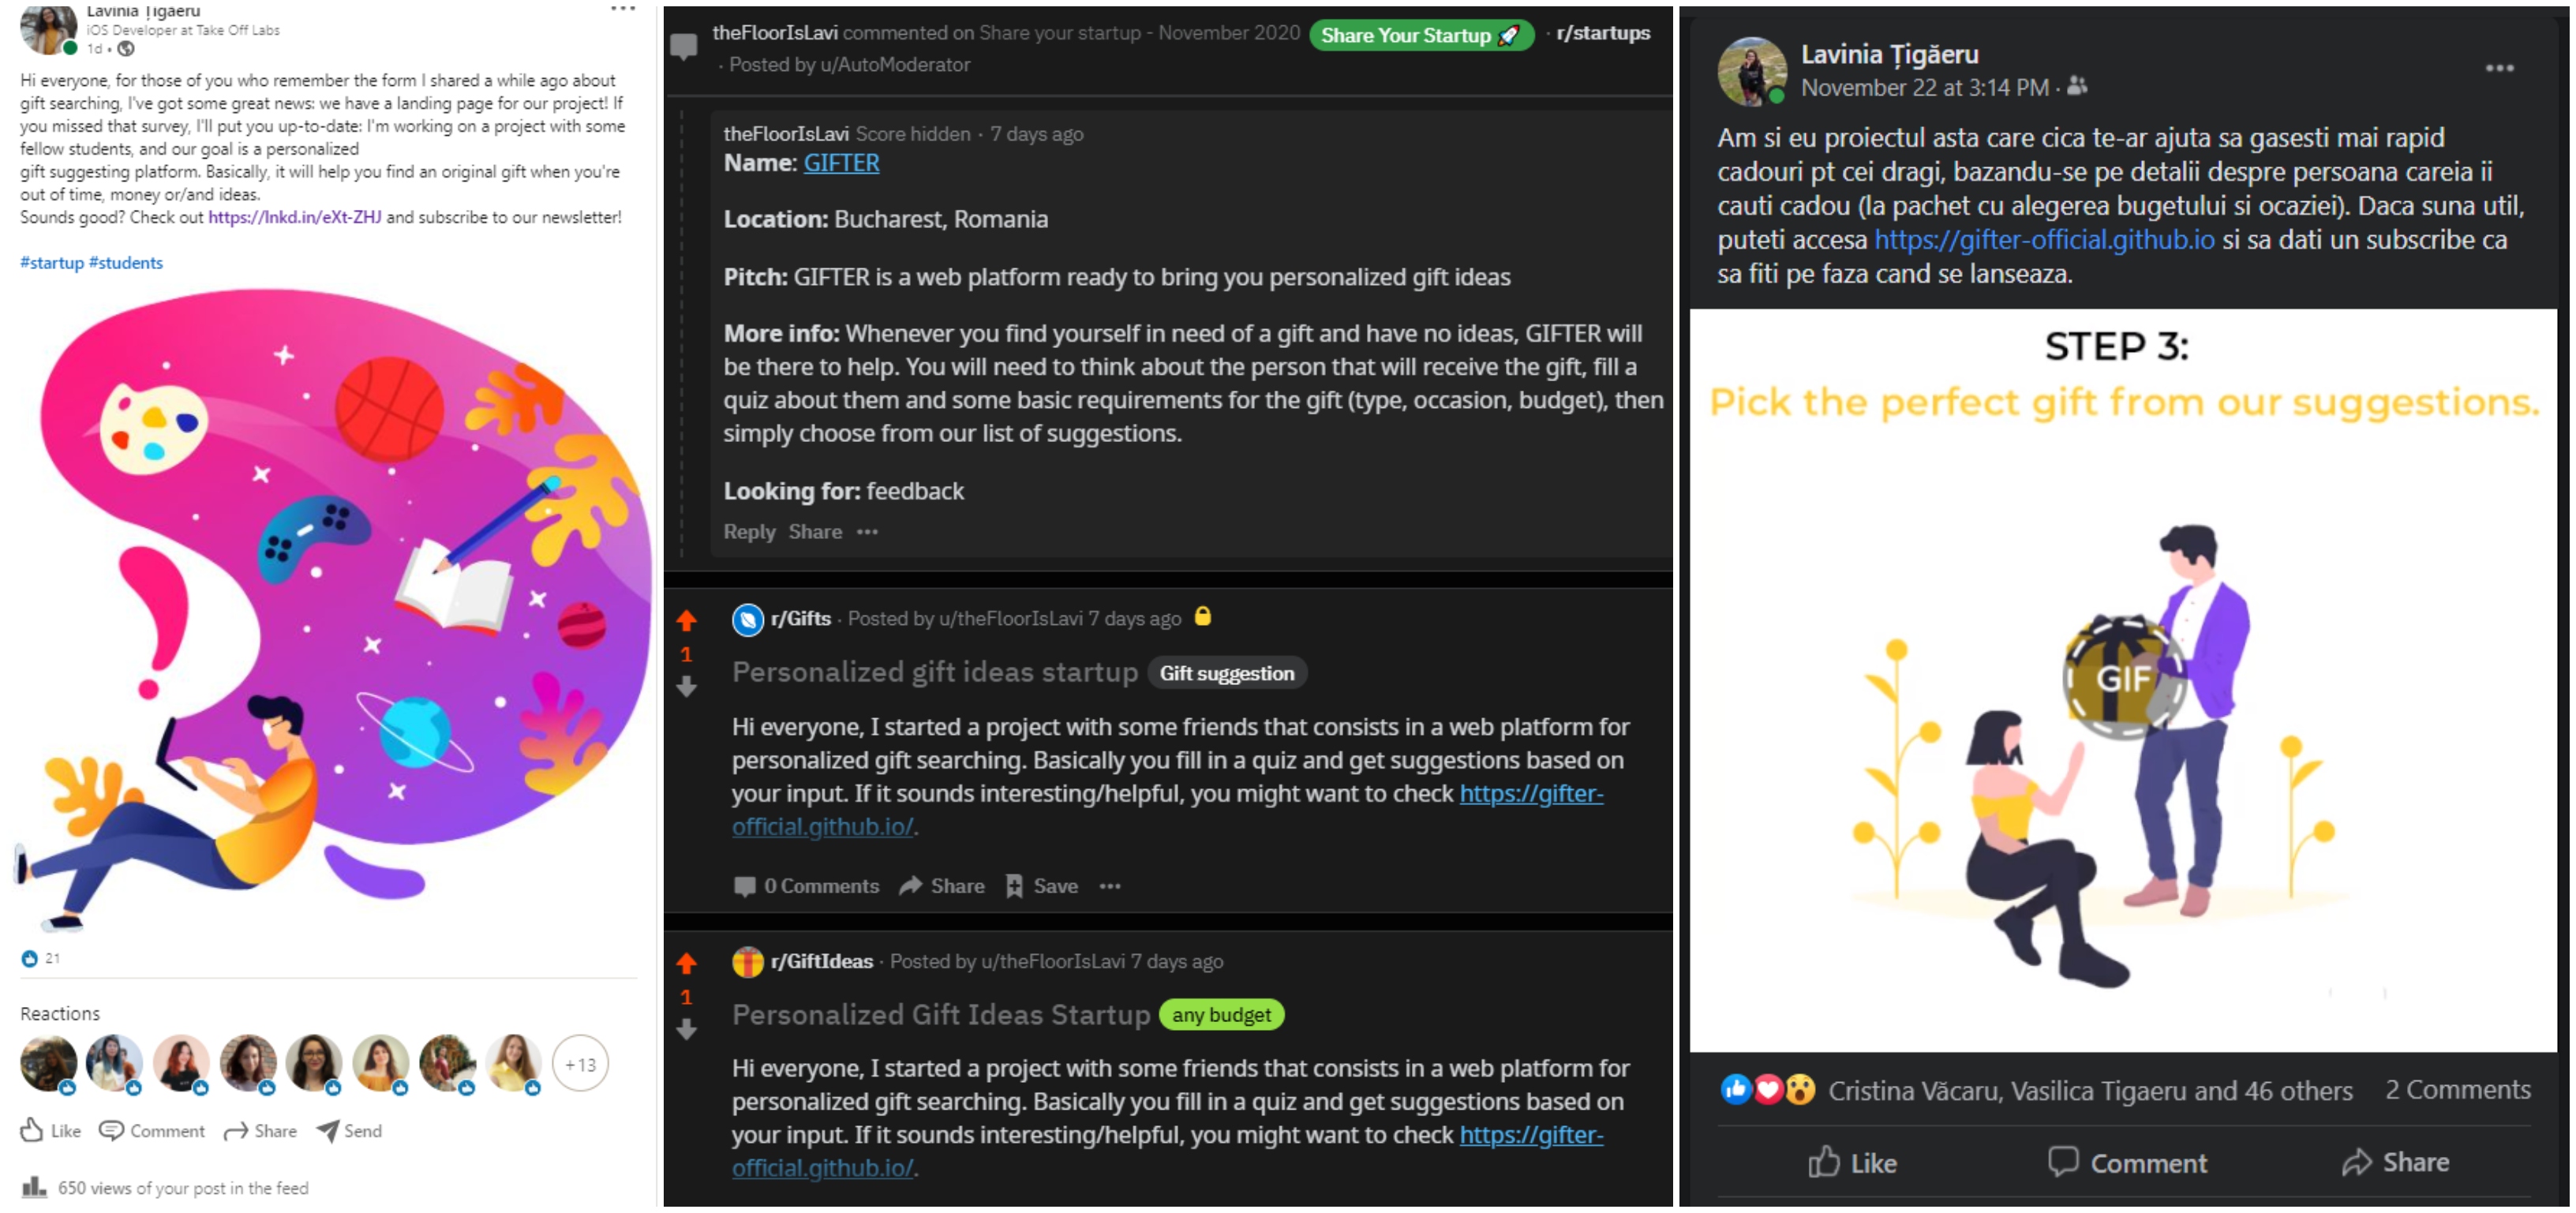 Lavinia Țigaeru
iOS Developer at Take Off Labs
1d •
Hi everyone, for those of you who remember the form I shared a while ago about
gift searching, I've got some great news: we have a landing page for our project! If
you missed that survey, I'll put you up-to-date: I'm working on a project with some
fellow students, and our goal is a personalized
gift suggesting platform. Basically, it will help you find an original gift when you're
out of time, money or/and ideas.
Sounds good? Check out https://lnkd.in/eXt-ZHJ and subscribe to our newsletter!
#startup #students
21
Reactions
+13
Like Comment Share Send
650 views of your post in the feed
theFloorIsLavi commented on Share your startup - November 2020 Share Your Startup 🚀 · r/startups
· Posted by u/AutoModerator
theFloorIsLavi Score hidden · 7 days ago
Name: GIFTER
Location: Bucharest, Romania
Pitch: GIFTER is a web platform ready to bring you personalized gift ideas
More info: Whenever you find yourself in need of a gift and have no ideas, GIFTER will
be there to help. You will need to think about the person that will receive the gift, fill a
quiz about them and some basic requirements for the gift (type, occasion, budget), then
simply choose from our list of suggestions.
Looking for: feedback
Reply Share •••
r/Gifts · Posted by u/theFloorIsLavi 7 days ago
1
Personalized gift ideas startup Gift suggestion
Hi everyone, I started a project with some friends that consists in a web platform for
personalized gift searching. Basically you fill in a quiz and get suggestions based on
your input. If it sounds interesting/helpful, you might want to check https://gifter-
official.github.io/.
0 Comments Share Save •••
r/GiftIdeas · Posted by u/theFloorIsLavi 7 days ago
1
Personalized Gift Ideas Startup any budget
Hi everyone, I started a project with some friends that consists in a web platform for
personalized gift searching. Basically you fill in a quiz and get suggestions based on
your input. If it sounds interesting/helpful, you might want to check https://gifter-
official.github.io/.
Lavinia Țigăeru
November 22 at 3:14 PM ·
Am si eu proiectul asta care cica te-ar ajuta sa gasesti mai rapid
cadouri pt cei dragi, bazandu-se pe detalii despre persoana careia ii
cauti cadou (la pachet cu alegerea bugetului si ocaziei). Daca suna util,
puteti accesa https://gifter-official.github.io si sa dati un subscribe ca
sa fiti pe faza cand se lanseaza.
STEP 3:
Pick the perfect gift from our suggestions.
GIF
Cristina Văcaru, Vasilica Tigaeru and 46 others 2 Comments
Like Comment Share